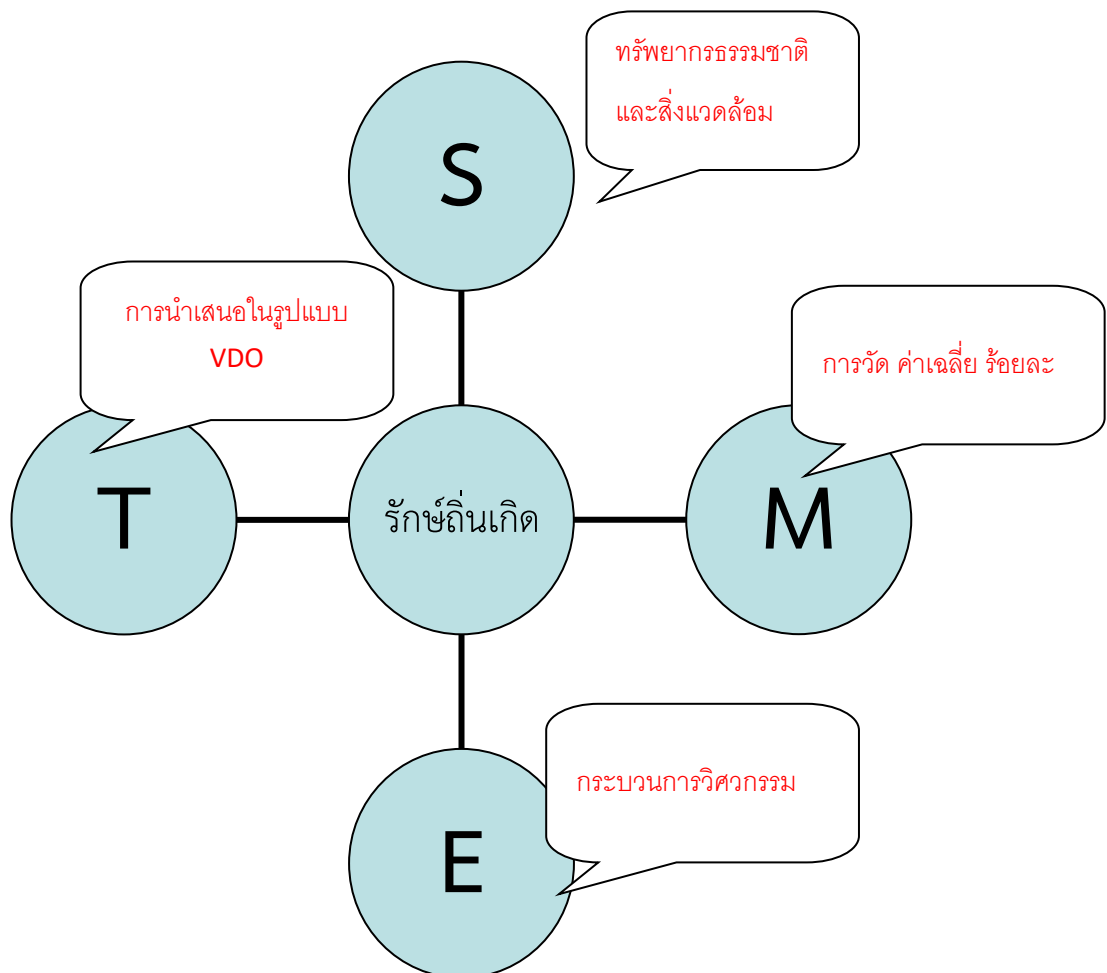 ทรัพยากรธรรมชาติ
และสิ่งแวดล้อม
S
การนำเสนอในรูปแบบ
VDO
การวัด ค่าเฉลี่ย ร้อยละ
T
รักษ์ถิ่นเกิด
M
กระบวนการวิศวกรรม
E